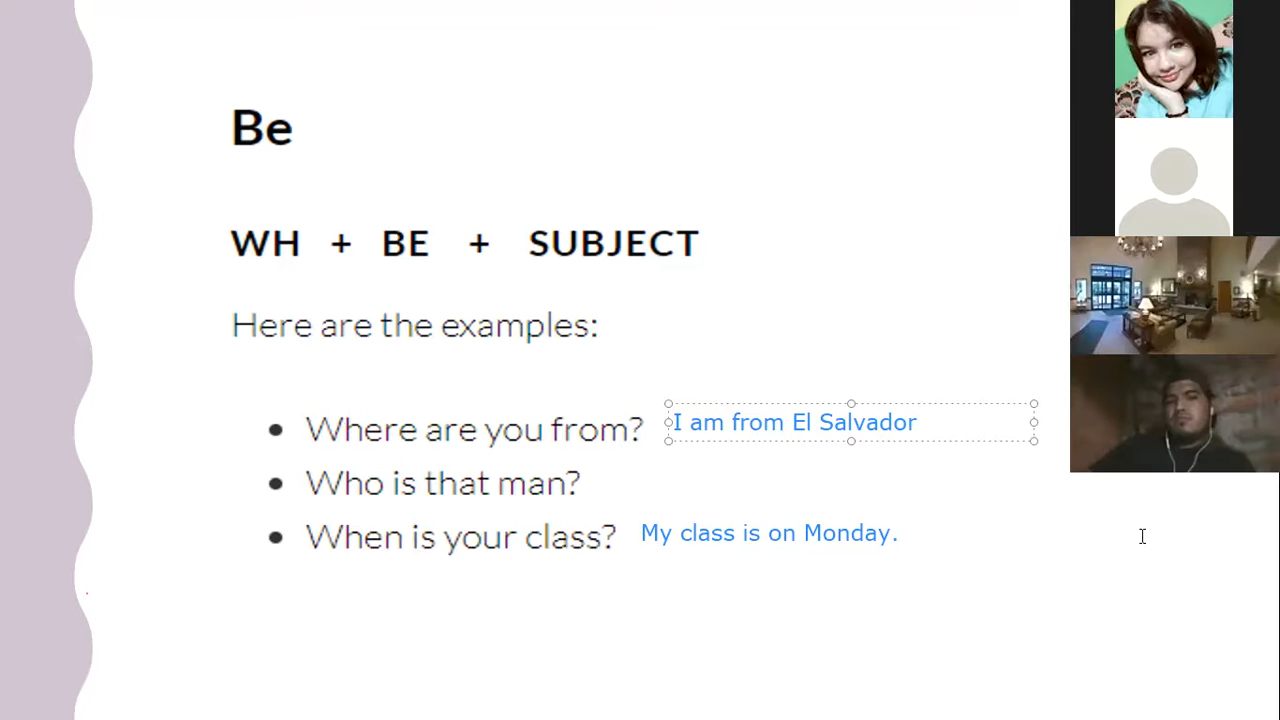 Be
WH + BE + SUBJECT
Here are the examples:
Where are you from? I am from El Salvador
Who is that man?
When is your class? My class is on Monday.